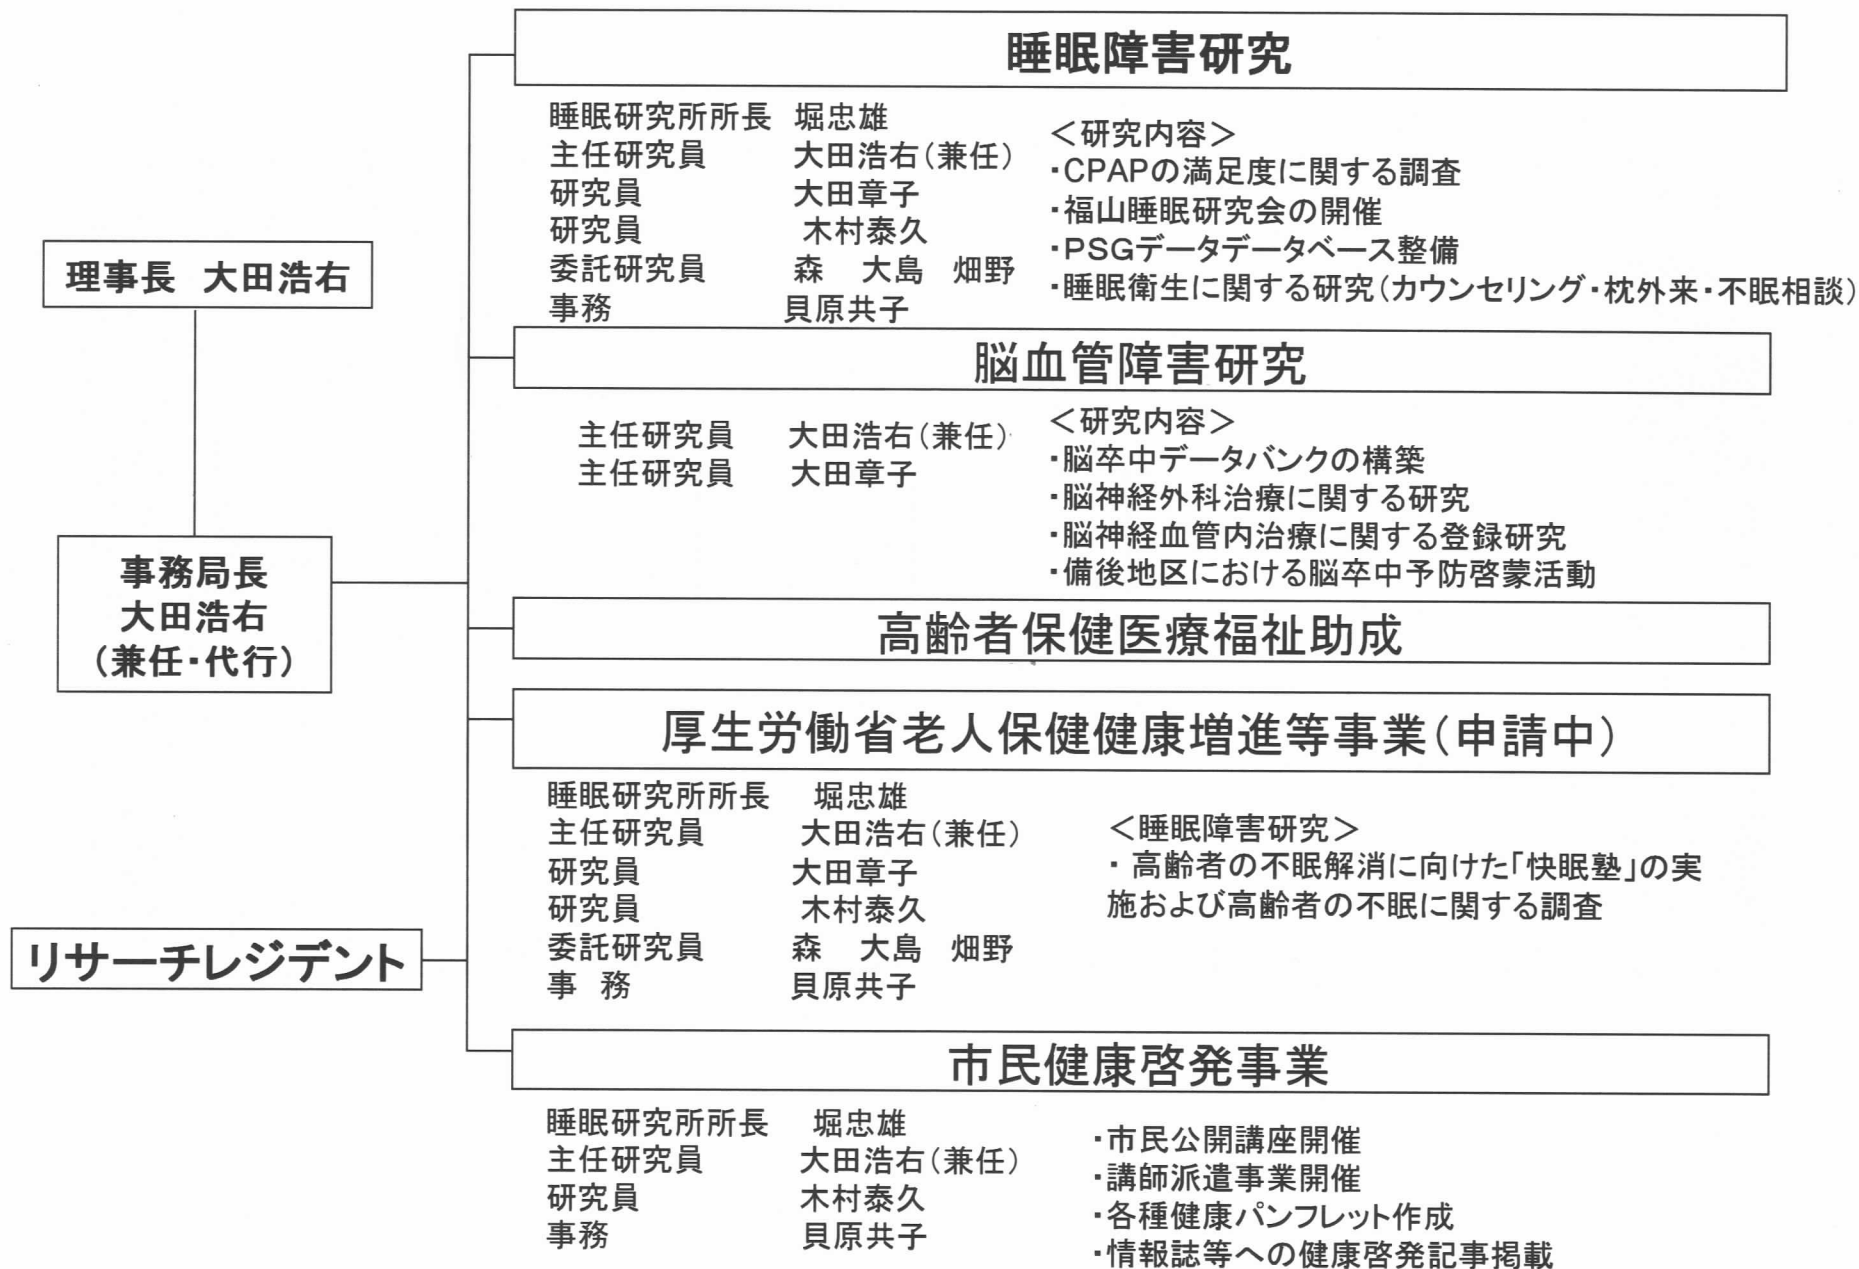 睡眠障害研究
睡眠研究所所長 堀忠雄
主任研究員 大田浩右(兼任)
研究員 大田章子
研究員 木村泰久
委託研究員 森 大島 畑野
事務 貝原共子
<研究内容>
・CPAPの満足度に関する調査
・福山睡眠研究会の開催
・PSGデータデータベース整備
・睡眠衛生に関する研究(カウンセリング・枕外来・不眠相談)
理事長 大田浩右
脳血管障害研究
主任研究員 大田浩右(兼任)
主任研究員 大田章子
<研究内容>
・脳卒中データバンクの構築
・脳神経外科治療に関する研究
・脳神経血管内治療に関する登録研究
・備後地区における脳卒中予防啓蒙活動
事務局長
大田浩右
(兼任・代行)
高齢者保健医療福祉助成
厚生労働省老人保健健康増進等事業(申請中)
睡眠研究所所長 堀忠雄
主任研究員 大田浩右(兼任)
研究員 大田章子
研究員 木村泰久
委託研究員 森 大島 畑野
事 務 貝原共子
<睡眠障害研究>
・ 高齢者の不眠解消に向けた「快眠塾」の実
施および高齢者の不眠に関する調査
リサーチレジデント
市民健康啓発事業
睡眠研究所所長 堀忠雄
主任研究員 大田浩右(兼任)
研究員 木村泰久
事務 貝原共子
・市民公開講座開催
・講師派遣事業開催
・各種健康パンフレット作成
・情報誌等への健康啓発記事掲載